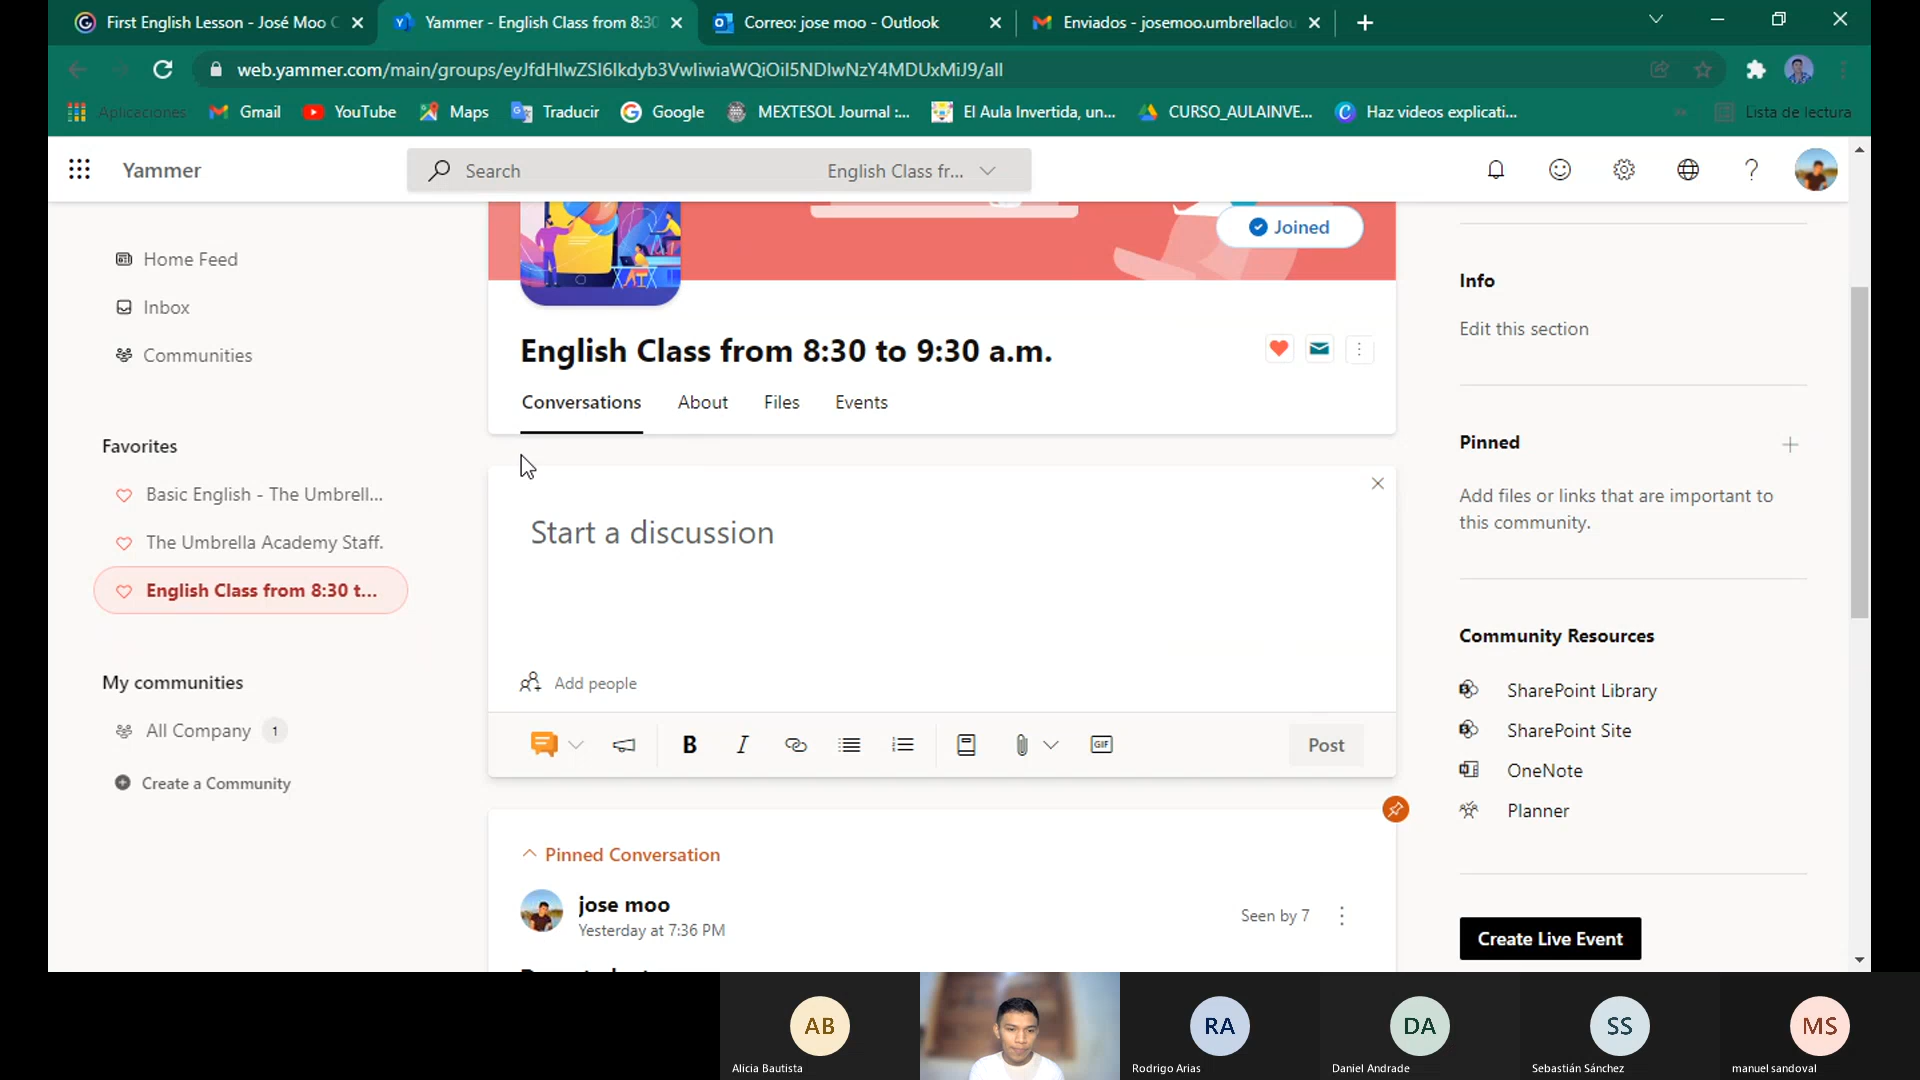 First English Lesson - José Moo C
Yammer - English Class from 8:30
Correo: jose moo - Outlook
Enviados - josemoo.umbrellaclou
web.yammer.com/main/groups/eyJfdHlwZSI6Ikdyb3VwIiwiaWQiOiI5NDIwNzY4MDUxMiJ9/all
Aplicaciones
Gmail
YouTube
Maps
Traducir
Google
MEXTESOL Journal :...
El Aula Invertida, un...
CURSO_AULAINVE...
Haz videos explicati...
Lista de lectura
Yammer
Search
English Class fr...
Home Feed
Inbox
Communities
Favorites
Basic English - The Umbrell...
The Umbrella Academy Staff.
English Class from 8:30 t...
My communities
All Company 1
Create a Community
Joined
English Class from 8:30 to 9:30 a.m.
Conversations
About
Files
Events
Start a discussion
Add people
B
I
GIF
Post
Pinned Conversation
jose moo
Yesterday at 7:36 PM
Seen by 7
Info
Edit this section
Pinned
Add files or links that are important to
this community.
Community Resources
SharePoint Library
SharePoint Site
OneNote
Planner
Create Live Event
AB
Alicia Bautista
RA
Rodrigo Arias
DA
Daniel Andrade
SS
Sebastián Sánchez
MS
manuel sandoval